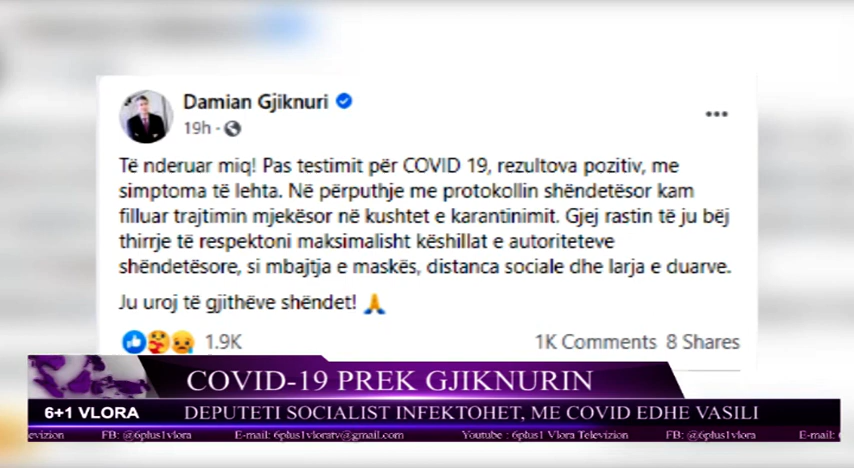 Damian Gjiknuri
19h ·
Të nderuar miq! Pas testimit për COVID 19, rezultova pozitiv, me
simptoma të lehta. Në përputhje me protokollin shëndetësor kam
filluar trajtimin mjekësor në kushtet e karantinimit. Gjej rastin të ju bëj
thirrje të respektoni maksimalisht këshillat e autoriteteve
shëndetësore, si mbajtja e maskës, distanca sociale dhe larja e duarve.
Ju uroj të gjithëve shëndet! 🙏
1.9K 1K Comments 8 Shares
COVID-19 PREK GJIKNURIN
6+1 VLORA DEPUTETI SOCIALIST INFEKTOHET, ME COVID EDHE VASILI
levizion FB: @6plus1vlora E-mail: 6plus1vloratv@gmail.com Youtube : 6plus1 Vlora Televizion FB: @6plus1vlora E-mail: 6